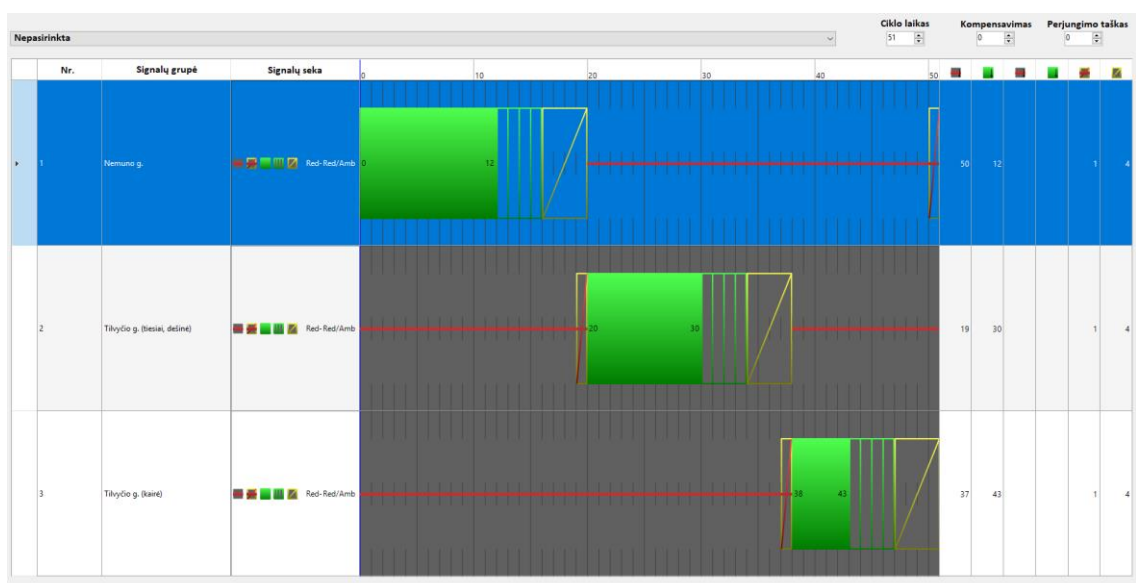 Ciklo laikas Kompensavimas Perjungimo taškas
Nepasirinkta 51 0 0
Nr. Signalų grupė Signalų seka 0 10 20 30 40 50
1 Nemuno g. Red-Red/Amb 0 12 50 12 1 4
2 Tilvyčio g. (tiesiai, dešinė) Red-Red/Amb 20 30 19 30 1 4
3 Tilvyčio g. (kairė) Red-Red/Amb 38 43 37 43 1 4